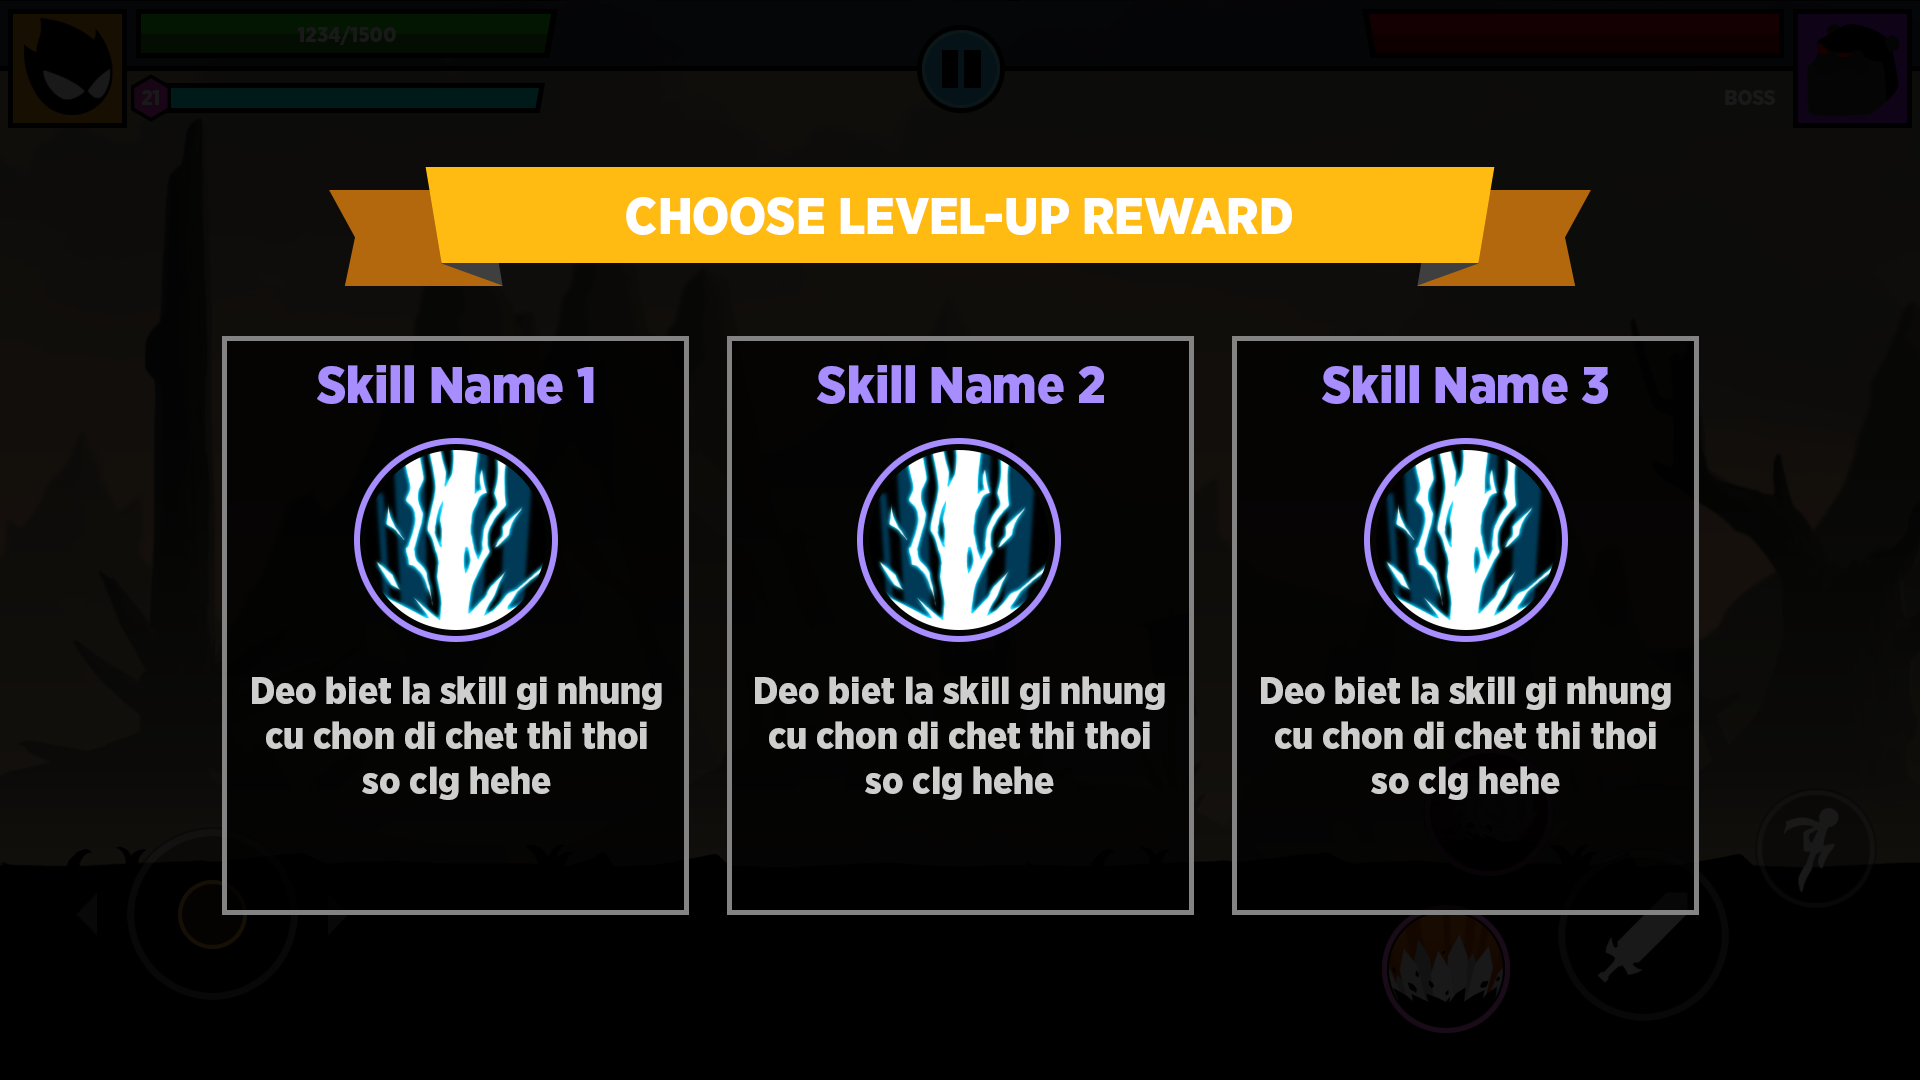 1234/1500
21
BOSS
CHOOSE LEVEL-UP REWARD
Skill Name 1
Deo biet la skill gi nhung
cu chon di chet thi thoi
so clg hehe
Skill Name 2
Deo biet la skill gi nhung
cu chon di chet thi thoi
so clg hehe
Skill Name 3
Deo biet la skill gi nhung
cu chon di chet thi thoi
so clg hehe